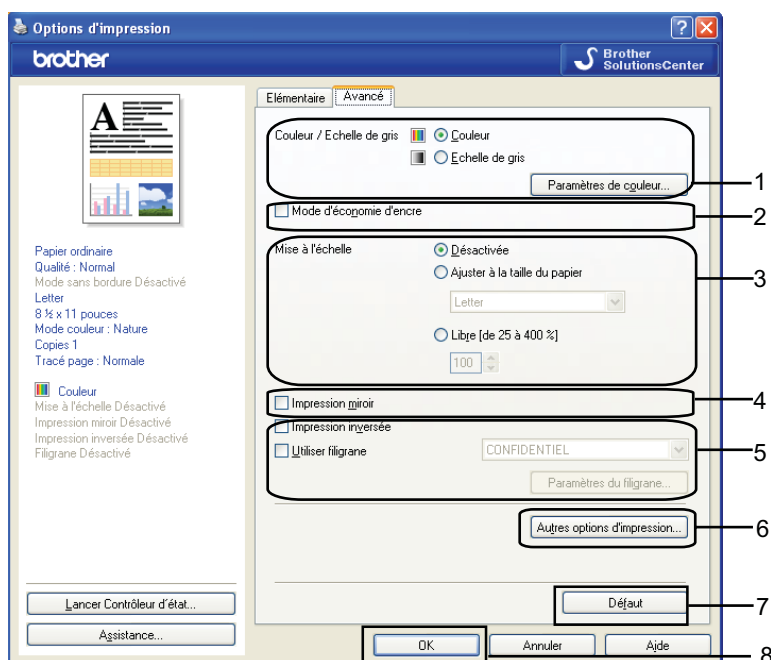 Options d'impression
brother
Brother
SolutionsCenter
Elémentaire
Avancé
A
Papier ordinaire
Qualité : Normal
Mode sans bordure Désactivé
Letter
8 ½ x 11 pouces
Mode couleur : Nature
Copies 1
Tracé page : Normale
Couleur
Mise à l'échelle Désactivé
Impression miroir Désactivé
Impression inversée Désactivé
Filigrane Désactivé
Lancer Contrôleur d'état...
Assistance...
Couleur / Echelle de gris
Couleur
Echelle de gris
Paramètres de couleur...
1
Mode d'économie d'encre
2
Mise à l'échelle
Désactivée
Ajuster à la taille du papier
Letter
3
Libre [de 25 à 400 %]
100
Impression miroir
4
Impression inversée
Utiliser filigrane
CONFIDENTIEL
5
Paramètres du filigrane...
Autres options d'impression...
6
Défaut
7
OK
Annuler
Aide
8